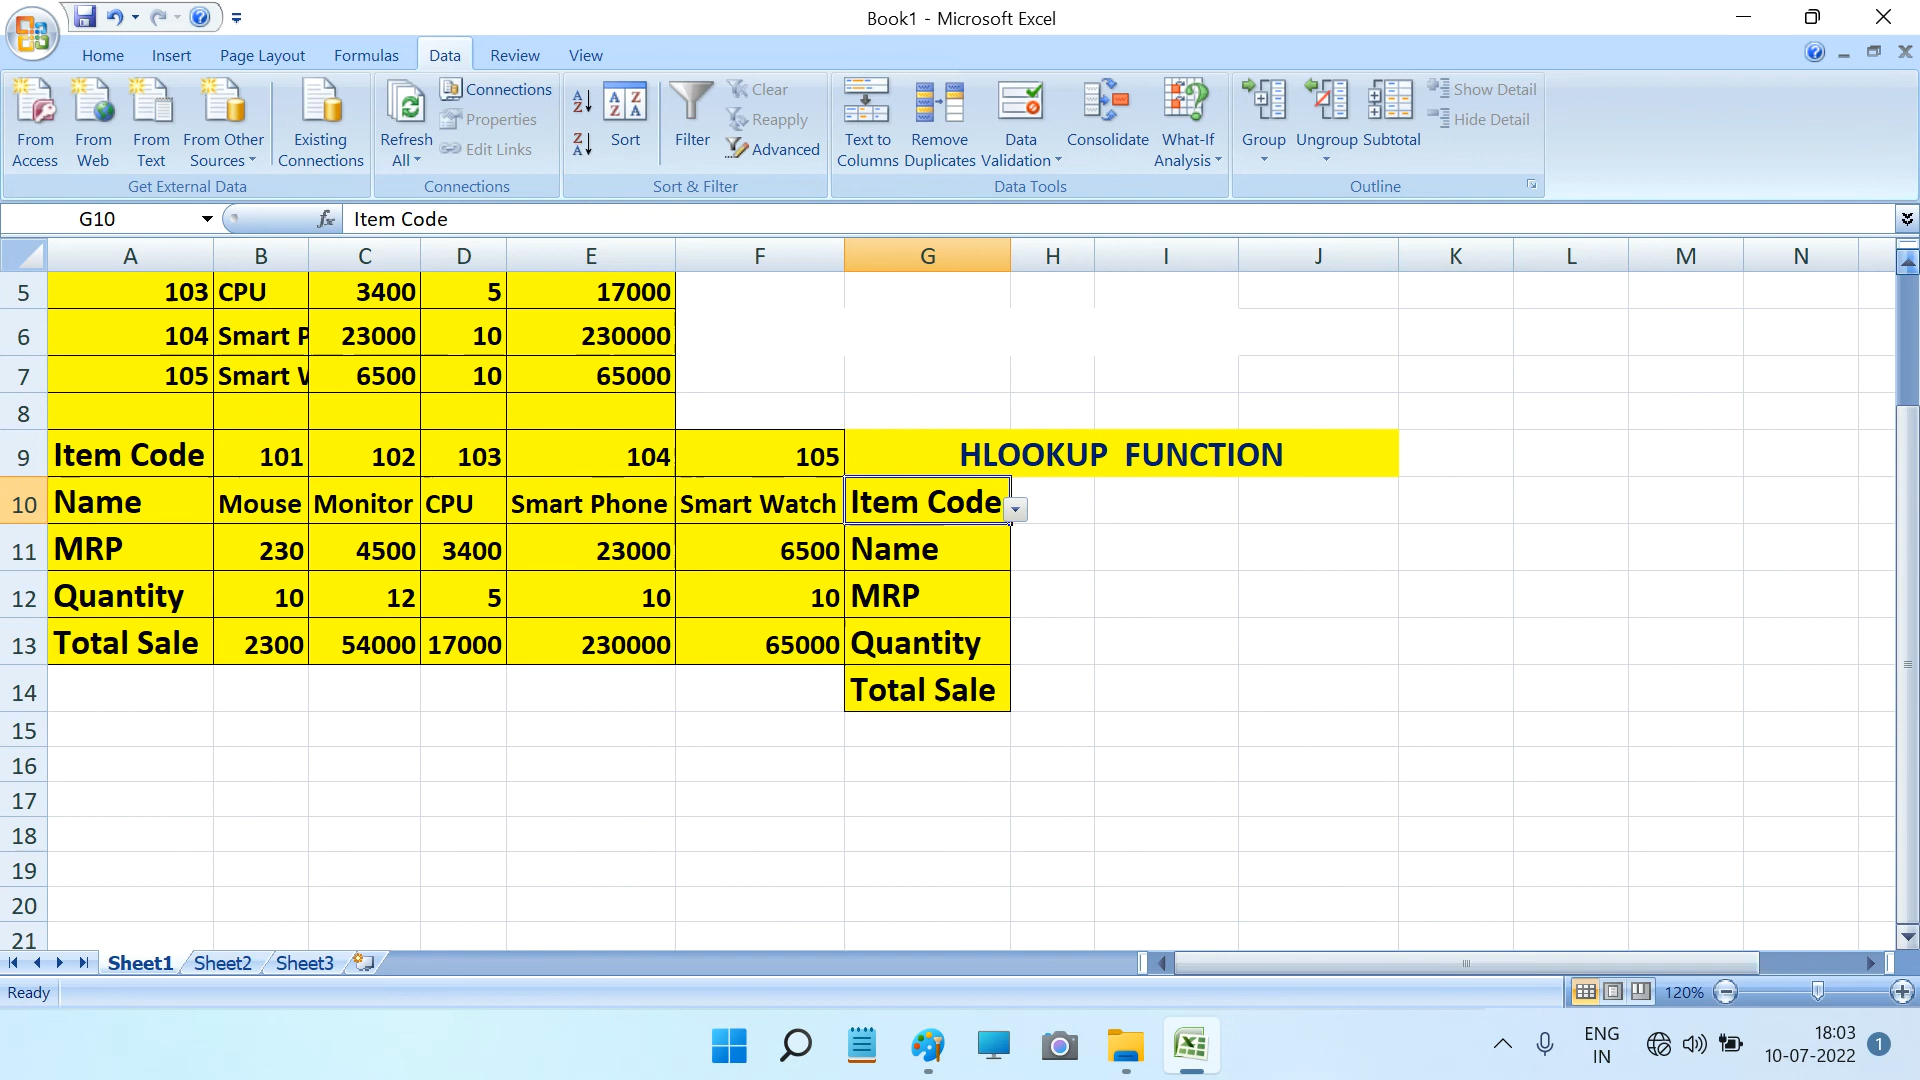 Book1 - Microsoft Excel
Home Insert Page Layout Formulas Data Review View
From Access
From Web
From Text
From Other Sources
Existing Connections
Get External Data
Refresh All
Connections
Properties
Edit Links
Connections
Sort
Filter
Clear
Reapply
Advanced
Sort & Filter
Text to Columns
Remove Duplicates
Data Validation
Consolidate
What-If Analysis
Data Tools
Group
Ungroup
Subtotal
Show Detail
Hide Detail
Outline
G10 fx Item Code
A B C D E F G H I J K L M N
5 103 CPU 3400 5 17000
6 104 Smart P 23000 10 230000
7 105 Smart W 6500 10 65000
8
9 Item Code 101 102 103 104 105 HLOOKUP FUNCTION
10 Name Mouse Monitor CPU Smart Phone Smart Watch Item Code
11 MRP 230 4500 3400 23000 6500 Name
12 Quantity 10 12 5 10 10 MRP
13 Total Sale 2300 54000 17000 230000 65000 Quantity
14 Total Sale
15
16
17
18
19
20
21
Sheet1 Sheet2 Sheet3
Ready 120%
ENG 18:03
IN 10-07-2022 1